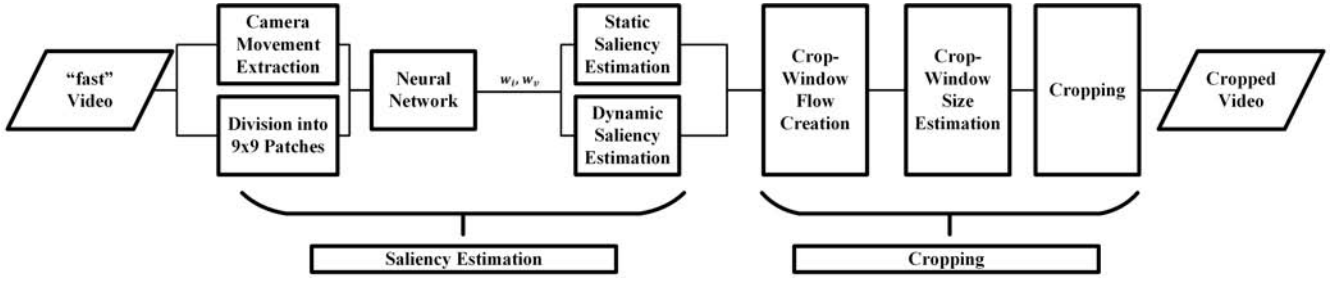 “fast”
Video
Camera
Movement
Extraction
Division into
9x9 Patches
Neural
Network
w_t, w_v
Static
Saliency
Estimation
Dynamic
Saliency
Estimation
Crop-
Window
Flow
Creation
Crop-
Window
Size
Estimation
Cropping
Cropped
Video
Saliency Estimation
Cropping